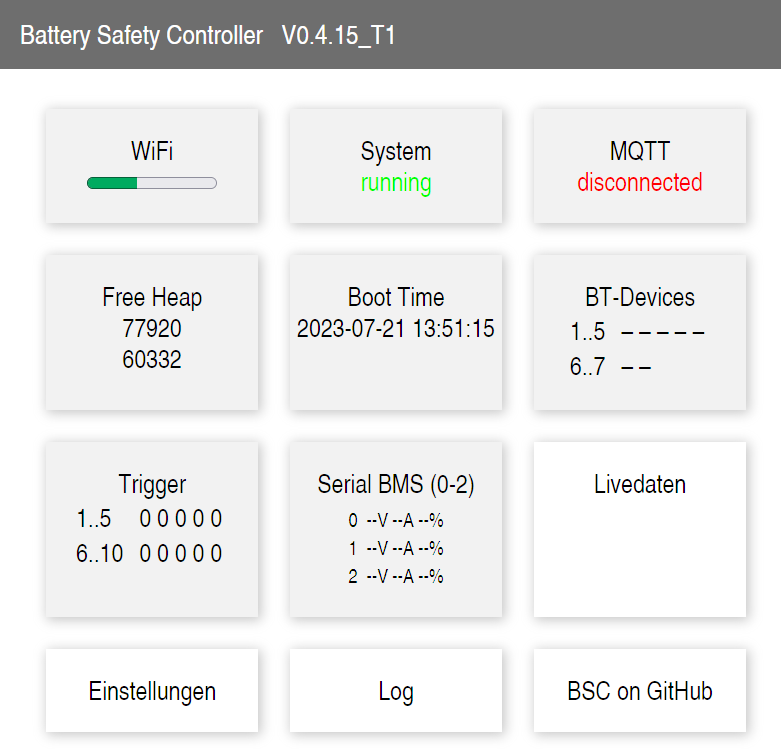 Battery Safety Controller V0.4.15_T1
WiFi
System
running
MQTT
disconnected
Free Heap
77920
60332
Boot Time
2023-07-21 13:51:15
BT-Devices
1..5 – – – – –
6..7 – –
Trigger
1..5 0 0 0 0 0
6..10 0 0 0 0 0
Serial BMS (0-2)
0 --V --A --%
1 --V --A --%
2 --V --A --%
Livedaten
Einstellungen
Log
BSC on GitHub